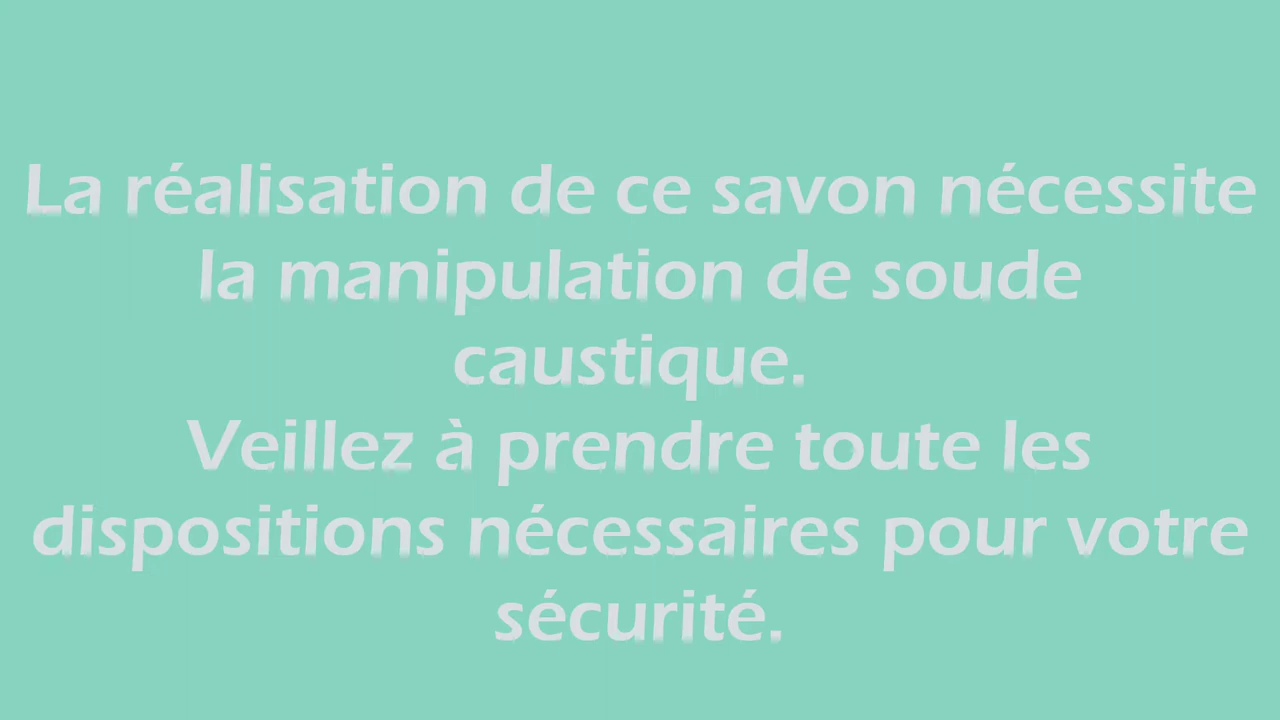 La réalisation de ce savon nécessite
la manipulation de soude
caustique.
Veillez à prendre toute les
dispositions nécessaires pour votre
sécurité.